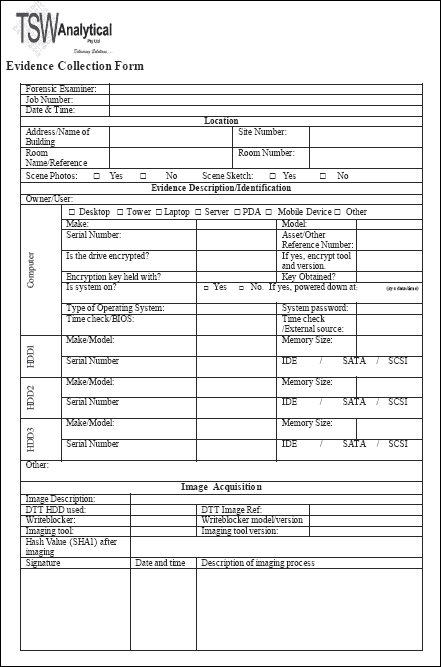 TSW Analytical
Pty Ltd
Delivering Solutions....
Evidence Collection Form
Forensic Examiner:
Job Number:
Date & Time:
Location
Address/Name of Building Site Number:
Room Name/Reference Room Number:
Scene Photos: □ Yes □ No Scene Sketch: □ Yes □ No
Evidence Description/Identification
Owner/User:
Computer
□ Desktop □ Tower □ Laptop □ Server □ PDA □ Mobile Device □ Other
Make: Model:
Serial Number: Asset/Other Reference Number:
Is the drive encrypted? If yes, encrypt tool and version.
Encryption key held with? Key Obtained?
Is system on? □ Yes □ No. If yes, powered down at: (sys date/time)
Type of Operating System: System password:
Time check/BIOS: Time check /External source:
HDD1
Make/Model: Memory Size:
Serial Number IDE / SATA / SCSI
HDD2
Make/Model: Memory Size:
Serial Number IDE / SATA / SCSI
HDD3
Make/Model: Memory Size:
Serial Number IDE / SATA / SCSI
Other:
Image Acquisition
Image Description:
DTT HDD used: DTT Image Ref:
Writeblocker: Writeblocker model/version
Imaging tool: Imaging tool version:
Hash Value (SHA1) after imaging
Signature Date and time Description of imaging process